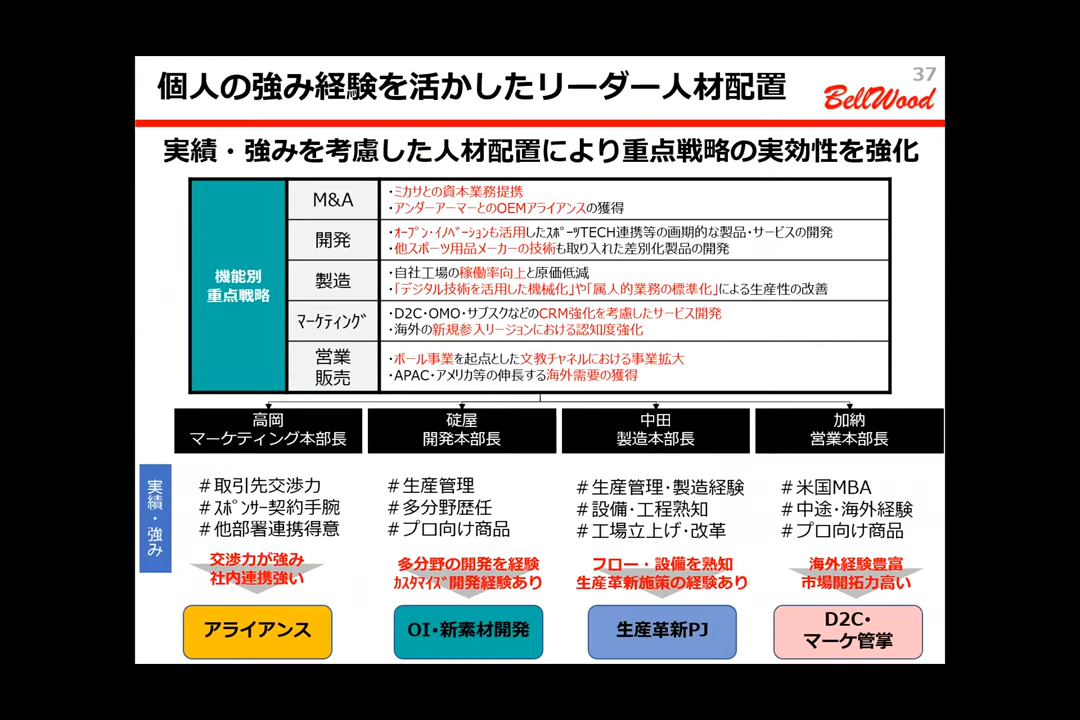 個人の強み経験を活かしたリーダー人材配置
37
BellWood
実績・強みを考慮した人材配置により重点戦略の実効性を強化
機能別
重点戦略
M&A
・ミカサとの資本業務提携
・アンダーアーマーとのOEMアライアンスの獲得
開発
・ｵｰﾌﾟﾝ・ｲﾉﾍﾞｰｼｮﾝも活用したｽﾎﾟｰﾂTECH連携等の画期的な製品・サービスの開発
・他スポーツ用品メーカーの技術も取り入れた差別化製品の開発
製造
・自社工場の稼働率向上と原価低減
・「デジタル技術を活用した機械化」や「属人的業務の標準化」による生産性の改善
ﾏｰｹﾃｨﾝｸﾞ
・D2C・OMO・サブスクなどのCRM強化を考慮したサービス開発
・海外の新規参入リージョンにおける認知度強化
営業
販売
・ボール事業を起点とした文教チャネルにおける事業拡大
・APAC・アメリカ等の伸長する海外需要の獲得
高岡
マーケティング本部長
碇屋
開発本部長
中田
製造本部長
加納
営業本部長
実績・強み
＃取引先交渉力
＃ｽﾎﾟﾝｻｰ契約手腕
＃他部署連携得意
＃生産管理
＃多分野歴任
＃プロ向け商品
＃生産管理・製造経験
＃設備・工程熟知
＃工場立上げ・改革
＃米国MBA
＃中途・海外経験
＃プロ向け商品
交渉力が強み
社内連携強い
多分野の開発を経験
ｶｽﾀﾏｲｽﾞ開発経験あり
フロー・設備を熟知
生産革新施策の経験あり
海外経験豊富
市場開拓力高い
アライアンス
OI・新素材開発
生産革新PJ
D2C・
マーケ管掌